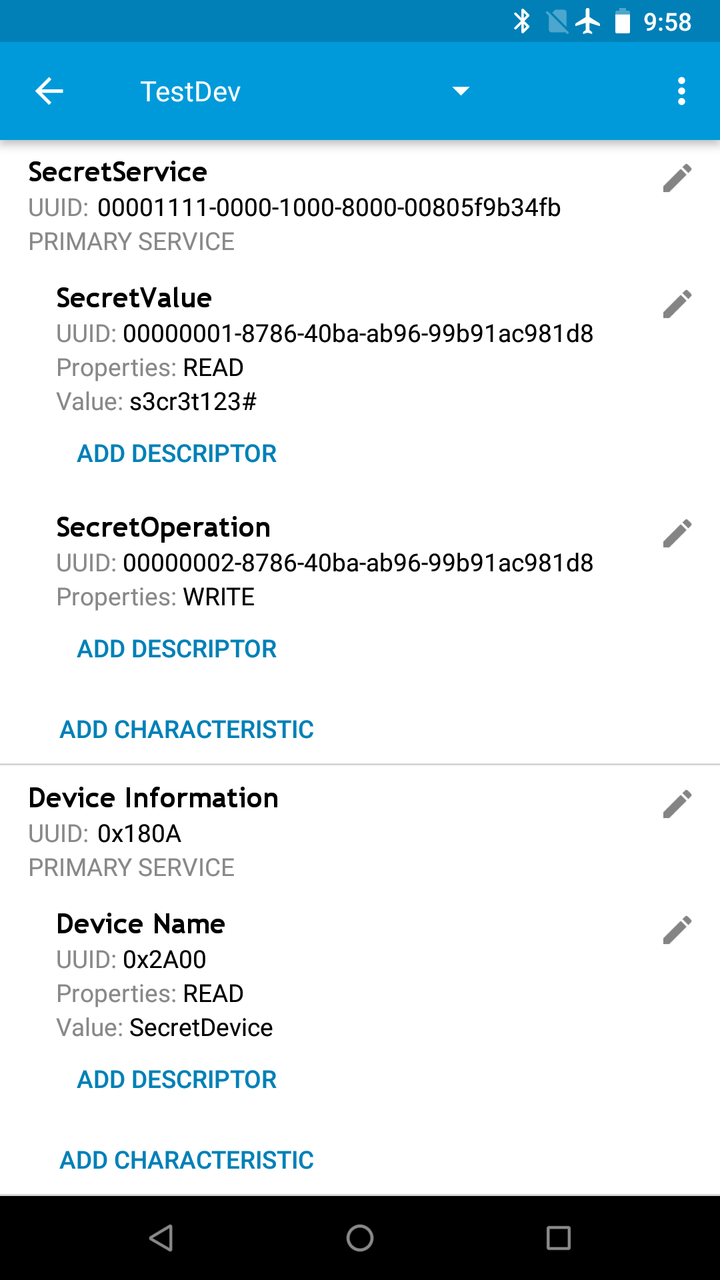 9:58
TestDev
SecretService
UUID: 00001111-0000-1000-8000-00805f9b34fb
PRIMARY SERVICE
SecretValue
UUID: 00000001-8786-40ba-ab96-99b91ac981d8
Properties: READ
Value: s3cr3t123#
ADD DESCRIPTOR
SecretOperation
UUID: 00000002-8786-40ba-ab96-99b91ac981d8
Properties: WRITE
ADD DESCRIPTOR
ADD CHARACTERISTIC
Device Information
UUID: 0x180A
PRIMARY SERVICE
Device Name
UUID: 0x2A00
Properties: READ
Value: SecretDevice
ADD DESCRIPTOR
ADD CHARACTERISTIC